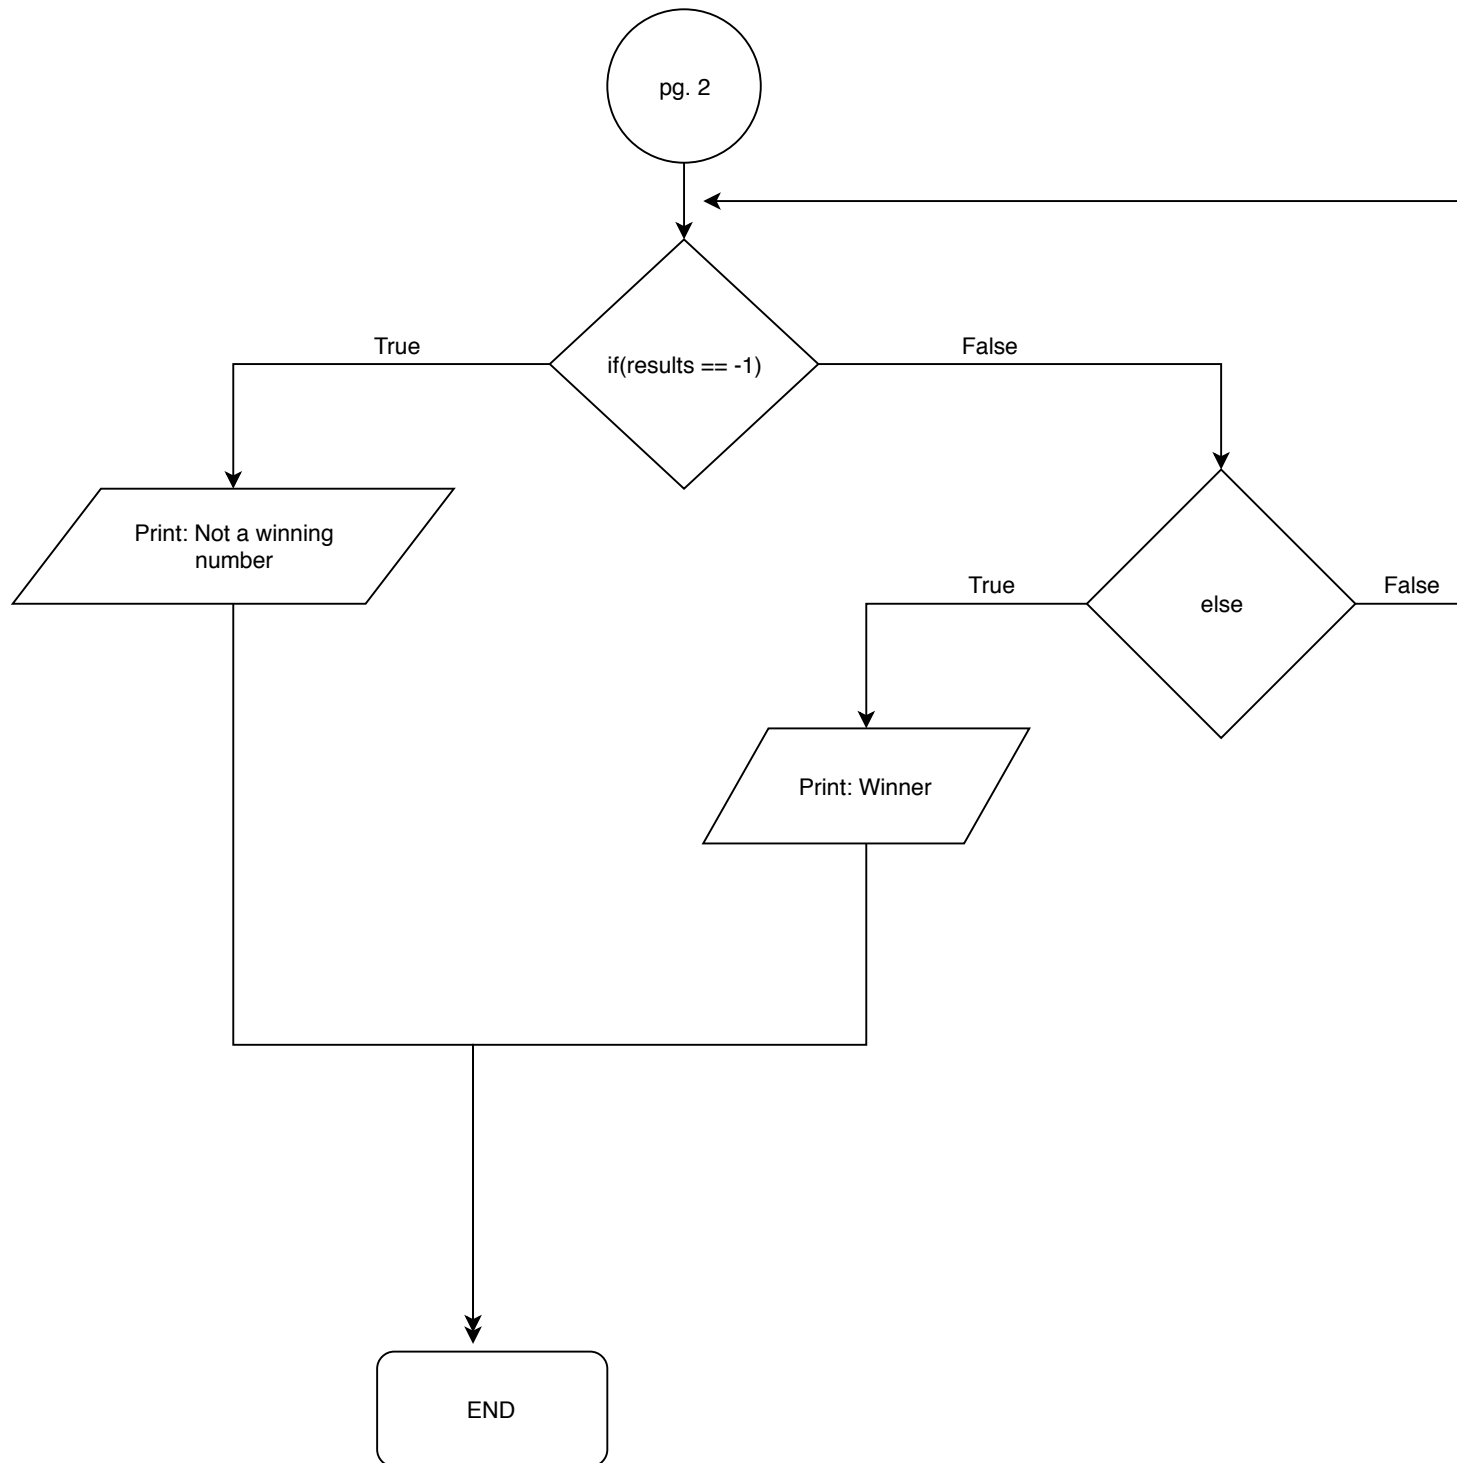 pg. 2
if(results == -1)
True
False
Print: Not a winning
number
else
True
False
Print: Winner
END